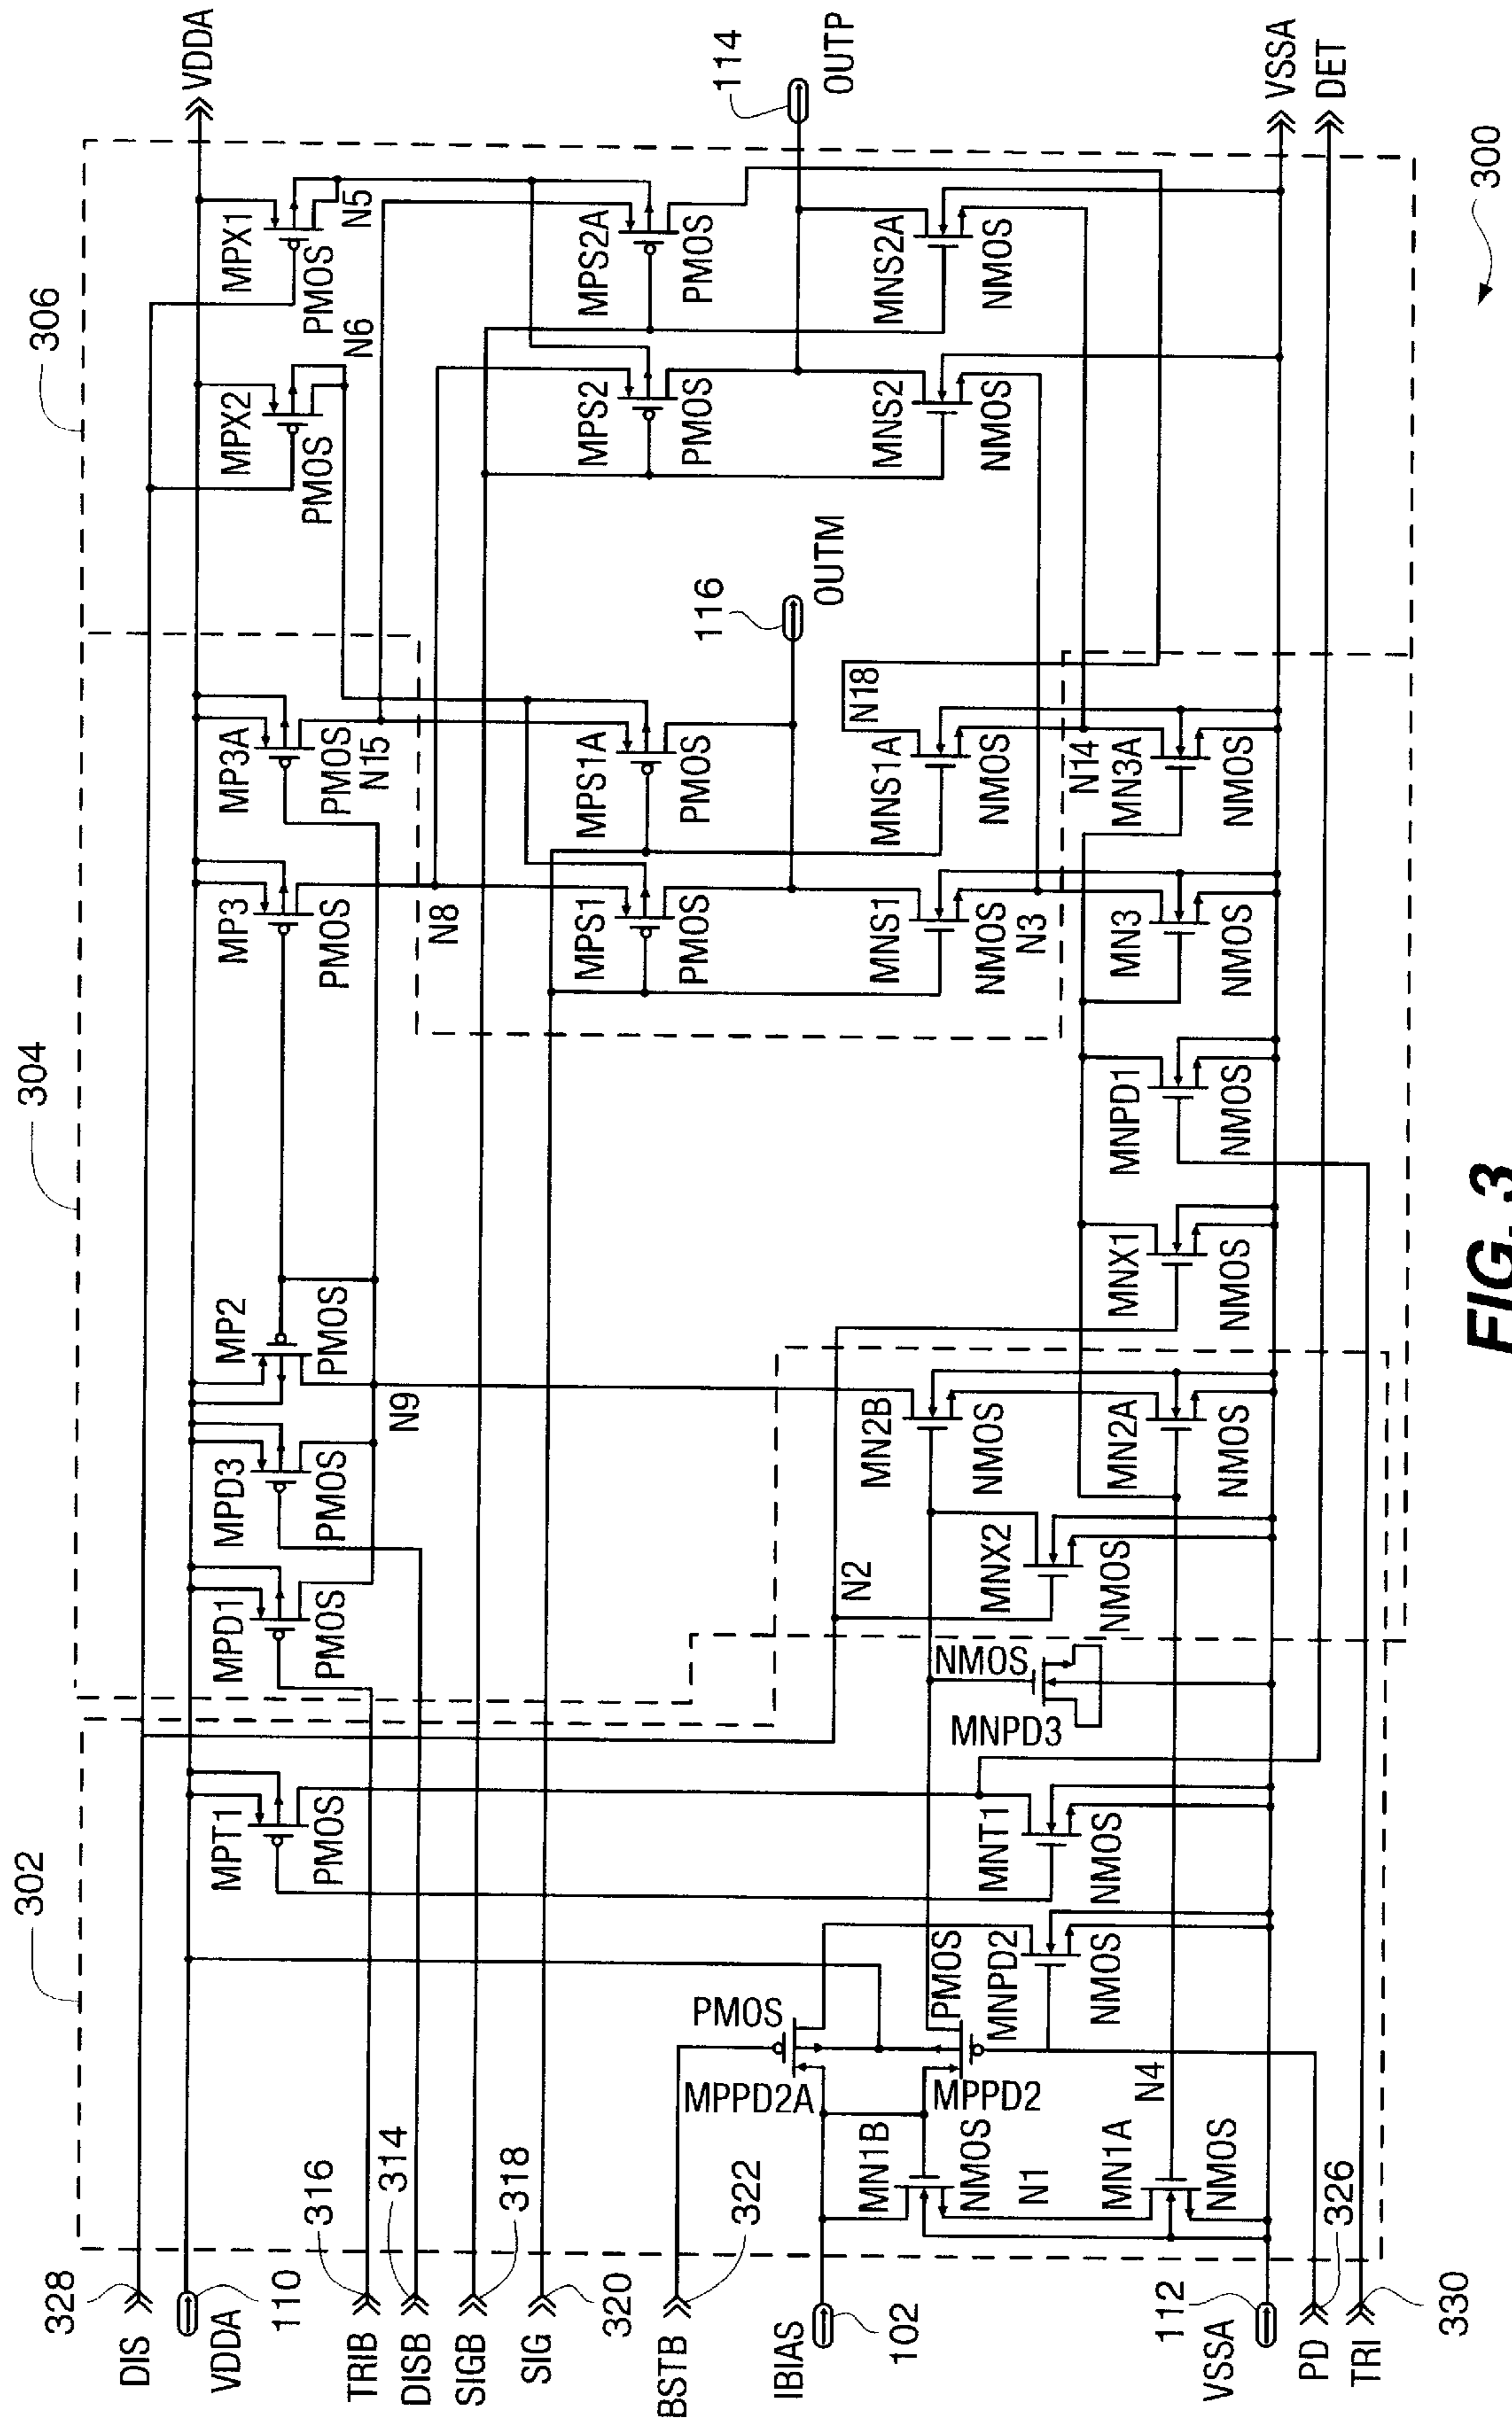 302
304
306
328
DIS
VDDA
110
TRIB
316
DISB
314
SIGB
318
SIG
320
BSTB
322
IBIAS
102
VSSA
112
PD
326
TRI
330
MPT1
PMOS
MPD1
PMOS
MPD3
PMOS
MP2
PMOS
N9
MP3
PMOS
MP3A
PMOS
N15
MPX2
PMOS
N6
MPX1
PMOS
N5
VDDA
N8
MPS1
PMOS
MPS1A
PMOS
MPS2
PMOS
MPS2A
PMOS
116
OUTM
114
OUTP
PMOS
MPPD2A
PMOS
MPPD2
MN1B
NMOS
N1
MN1A
NMOS
N4
MNPD2
NMOS
MNT1
NMOS
NMOS
MNPD3
N2
MNX2
NMOS
MN2B
NMOS
MN2A
NMOS
MNX1
NMOS
MNPD1
NMOS
MNS1
NMOS
N3
MN3
NMOS
N18
MNS1A
NMOS
N14
MN3A
NMOS
MNS2
NMOS
MNS2A
NMOS
VSSA
DET
300
FIG. 3